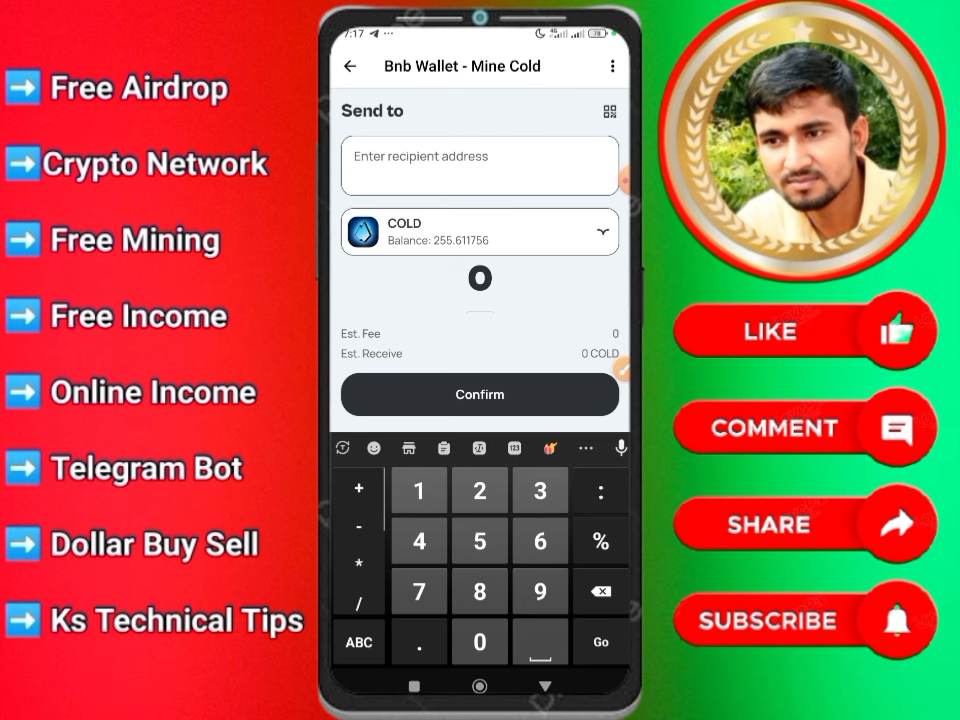 ➡ Free Airdrop
➡ Crypto Network
➡ Free Mining
➡ Free Income
➡ Online Income
➡ Telegram Bot
➡ Dollar Buy Sell
➡ Ks Technical Tips
7:17
4G
78
Bnb Wallet - Mine Cold
Send to
Enter recipient address
COLD
Balance: 255.611756
0
Est. Fee 0
Est. Receive 0 COLD
Confirm
123
+ 1 2 3 :
- 4 5 6 %
*
7 8 9
/
ABC . 0 Go
LIKE
COMMENT
SHARE
SUBSCRIBE